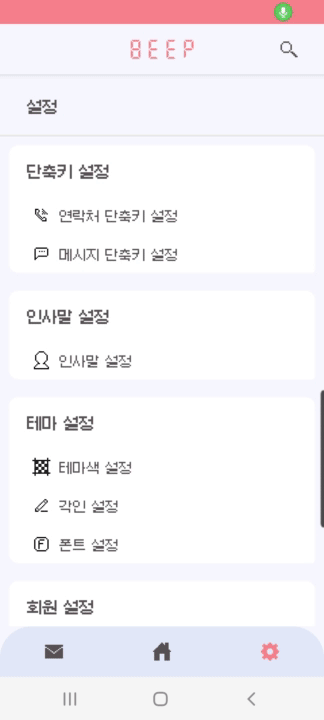 BEEP
설정
단축키 설정
연락처 단축키 설정
메시지 단축키 설정
인사말 설정
인사말 설정
테마 설정
테마색 설정
각인 설정
F 폰트 설정
회원 설정